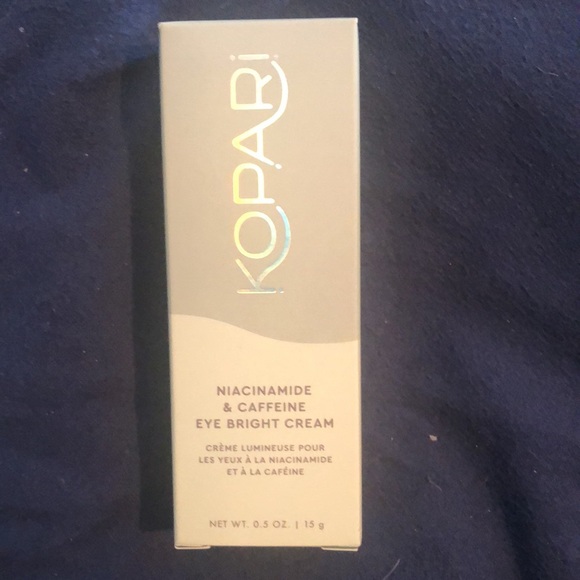 KOPARI
NIACINAMIDE
& CAFFEINE
EYE BRIGHT CREAM
CRÈME LUMINEUSE POUR
LES YEUX À LA NIACINAMIDE
ET À LA CAFÉINE
NET WT. 0.5 OZ. | 15 g